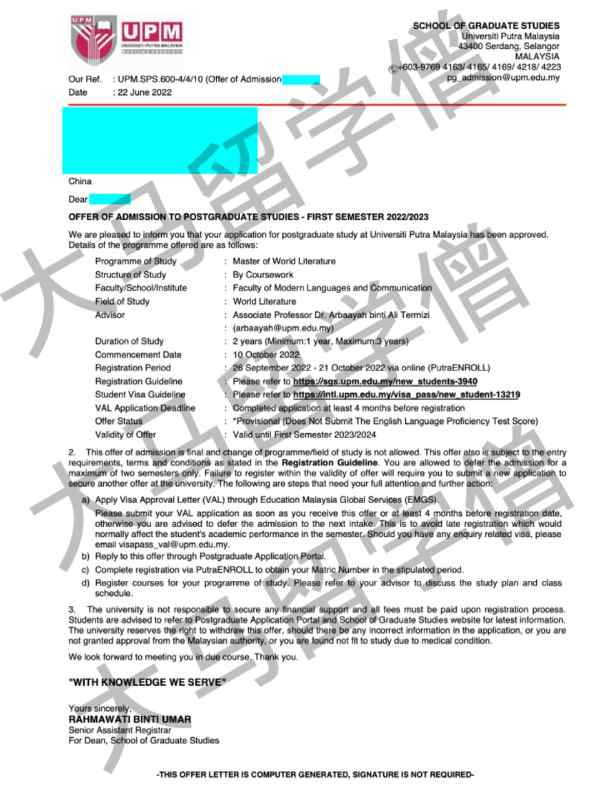 UPM
UPM
UNIVERSITI PUTRA MALAYSIA
SCHOOL OF GRADUATE STUDIES
Universiti Putra Malaysia
43400 Serdang, Selangor
MALAYSIA
+603-9769 4163/ 4165/ 4169/ 4218/ 4223
pg_admission@upm.edu.my
Our Ref. : UPM.SPS.600-4/4/10 (Offer of Admission
Date : 22 June 2022
China
Dear
OFFER OF ADMISSION TO POSTGRADUATE STUDIES - FIRST SEMESTER 2022/2023
We are pleased to inform you that your application for postgraduate study at Universiti Putra Malaysia has been approved.
Details of the programme offered are as follows:
Programme of Study : Master of World Literature
Structure of Study : By Coursework
Faculty/School/Institute : Faculty of Modern Languages and Communication
Field of Study : World Literature
Advisor : Associate Professor Dr. Arbaayah binti Ali Termizi
: (arbaayah@upm.edu.my)
Duration of Study : 2 years (Minimum:1 year, Maximum:3 years)
Commencement Date : 10 October 2022
Registration Period : 26 September 2022 - 21 October 2022 via online (PutraENROLL)
Registration Guideline : Please refer to https://sgs.upm.edu.my/new_students-3940
Student Visa Guideline : Please refer to https://intl.upm.edu.my/visa_pass/new_student-13219
VAL Application Deadline : Completed application at least 4 months before registration
Offer Status : *Provisional (Does Not Submit The English Language Proficiency Test Score)
Validity of Offer : Valid until First Semester 2023/2024
2. This offer of admission is final and change of programme/field of study is not allowed. This offer also is subject to the entry
requirements, terms and conditions as stated in the Registration Guideline. You are allowed to defer the admission for a
maximum of two semesters only. Failure to register within the validity of offer will require you to submit a new application to
secure another offer at the university. The following are steps that need your full attention and further action:
a) Apply Visa Approval Letter (VAL) through Education Malaysia Global Services (EMGS).
Please submit your VAL application as soon as you receive this offer or at least 4 months before registration date,
otherwise you are advised to defer the admission to the next intake. This is to avoid late registration which would
normally affect the student's academic performance in the semester. Should you have any enquiry related visa, please
email visapass_val@upm.edu.my.
b) Reply to this offer through Postgraduate Application Portal.
c) Complete registration via PutraENROLL to obtain your Matric Number in the stipulated period.
d) Register courses for your programme of study. Please refer to your advisor to discuss the study plan and class
schedule.
3. The university is not responsible to secure any financial support and all fees must be paid upon registration process.
Students are advised to refer to Postgraduate Application Portal and School of Graduate Studies website for latest information.
The university reserves the right to withdraw this offer, should there be any incorrect information in the application, or you are
not granted approval from the Malaysian authority, or you are found not fit to study due to medical condition.
We look forward to meeting you in due course. Thank you.
"WITH KNOWLEDGE WE SERVE"
Yours sincerely,
RAHMAWATI BINTI UMAR
Senior Assistant Registrar
For Dean, School of Graduate Studies
-THIS OFFER LETTER IS COMPUTER GENERATED, SIGNATURE IS NOT REQUIRED-
大马留学僧
大马留学僧
大马留学僧